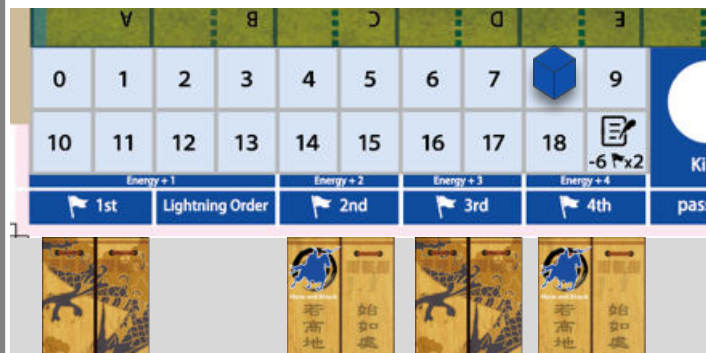 A B C D E
0 1 2 3 4 5 6 7 9
10 11 12 13 14 15 16 17 18 -6 x2
Energy + 1 Energy + 2 Energy + 3 Energy + 4
1st Lightning Order 2nd 3rd 4th pas
Ki
若高地 始如處
若高地 始如處